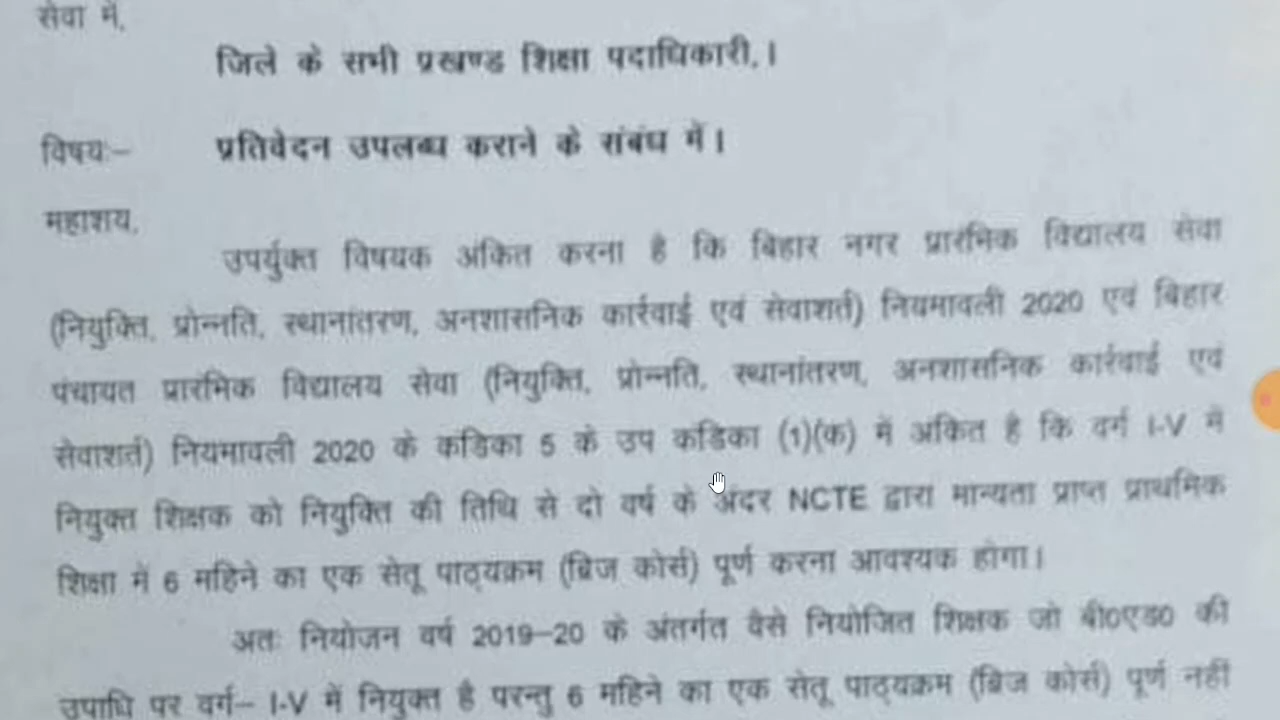 सेवा में,
जिले के सभी प्रखण्ड शिक्षा पदाधिकारी,।
विषयः– प्रतिवेदन उपलब्ध कराने के संबंध में।
महाशय,
उपर्युक्त विषयक अंकित करना है कि बिहार नगर प्रारंभिक विद्यालय सेवा
(नियुक्ति, प्रोन्नति, स्थानांतरण, अनशासनिक कार्रवाई एवं सेवाशर्त) नियमावली 2020 एवं बिहार
पंचायत प्रारंभिक विद्यालय सेवा (नियुक्ति, प्रोन्नति, स्थानांतरण, अनशासनिक कार्रवाई एवं
सेवाशर्त) नियमावली 2020 के कंडिका 5 के उप कंडिका (1)(क) में अंकित है कि वर्ग I-V में
नियुक्त शिक्षक को नियुक्ति की तिथि से दो वर्ष के अंदर NCTE द्वारा मान्यता प्राप्त प्राथमिक
शिक्षा में 6 महिने का एक सेतू पाठ्यक्रम (ब्रिज कोर्स) पूर्ण करना आवश्यक होगा।
अतः नियोजन वर्ष 2019–20 के अंतर्गत वैसे नियोजित शिक्षक जो बी0एड0 की
उपाधि पर वर्ग– I-V में नियुक्त है परन्तु 6 महिने का एक सेतू पाठ्यक्रम (ब्रिज कोर्स) पूर्ण नहीं